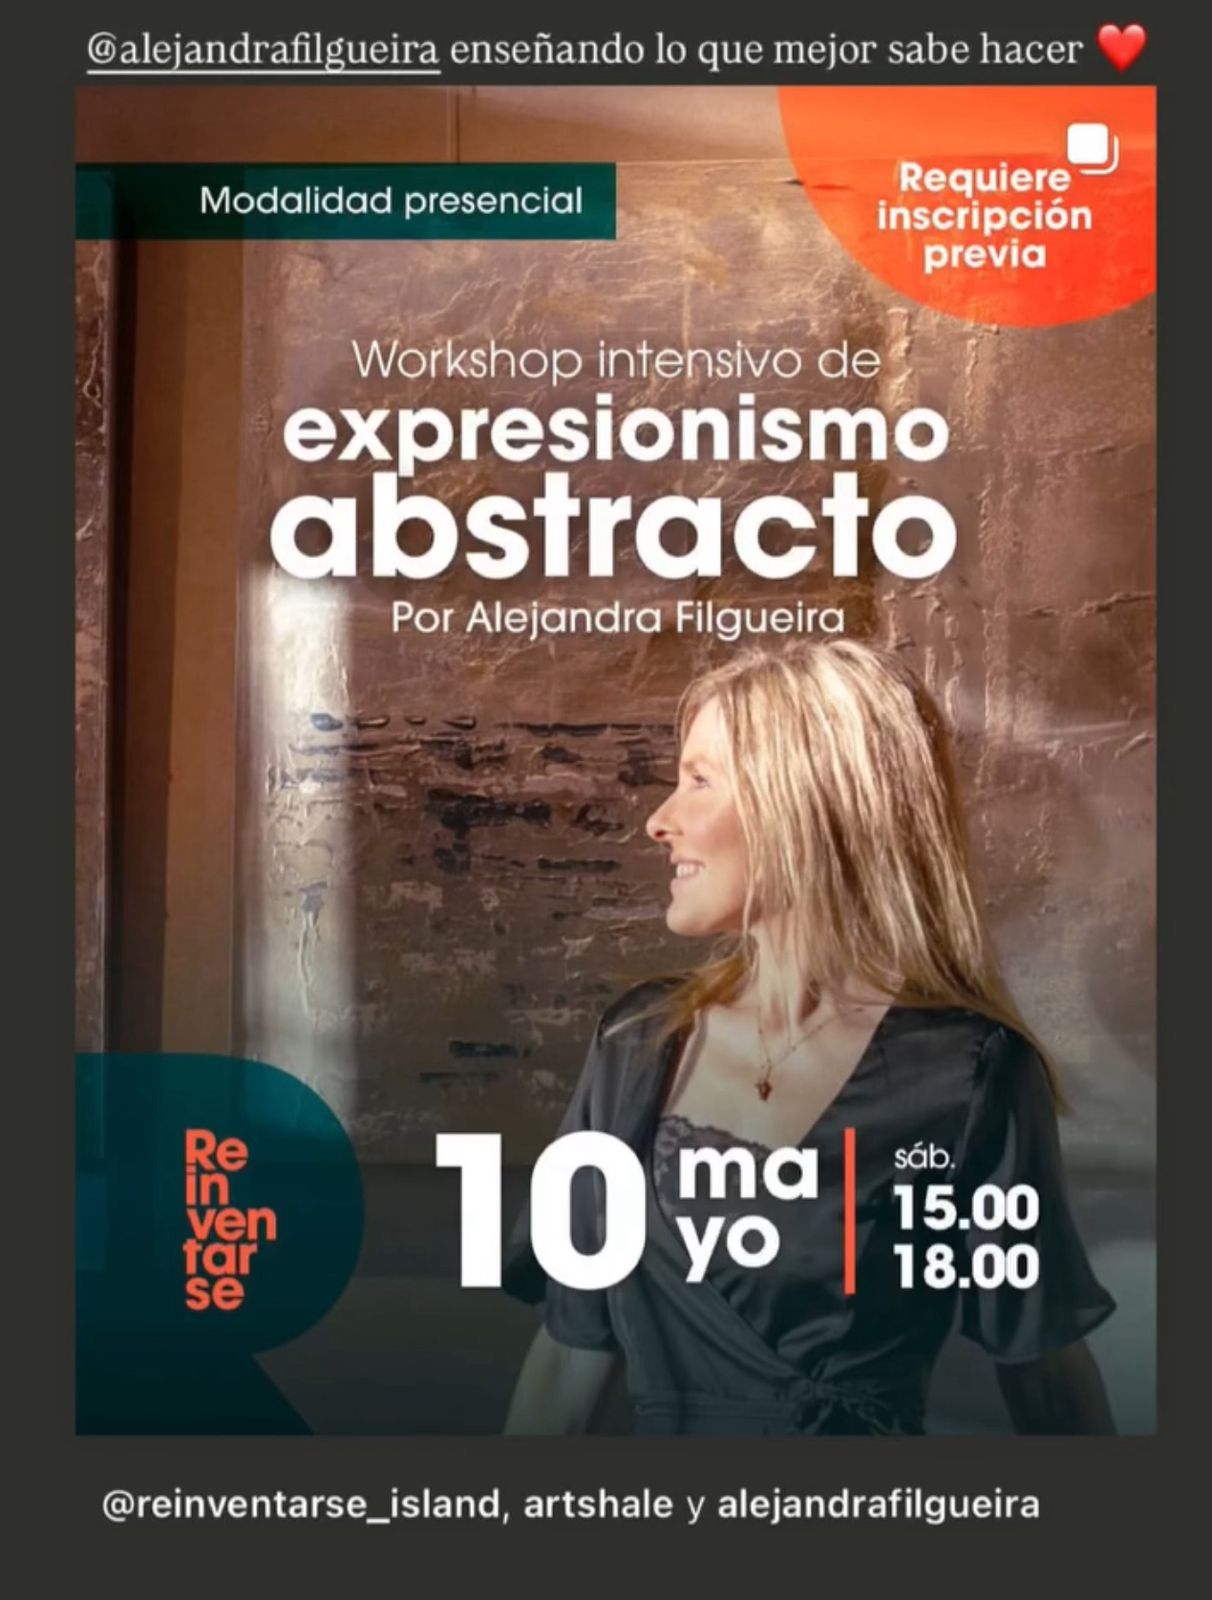 @alejandrafilgueira enseñando lo que mejor sabe hacer ❤️
Modalidad presencial
Requiere
inscripción
previa
Workshop intensivo de
expresionismo
abstracto
Por Alejandra Filgueira
Re
in
ven
tar
se
10
ma
yo
sáb.
15.00
18.00
@reinventarse_island, artshale y alejandrafilgueira